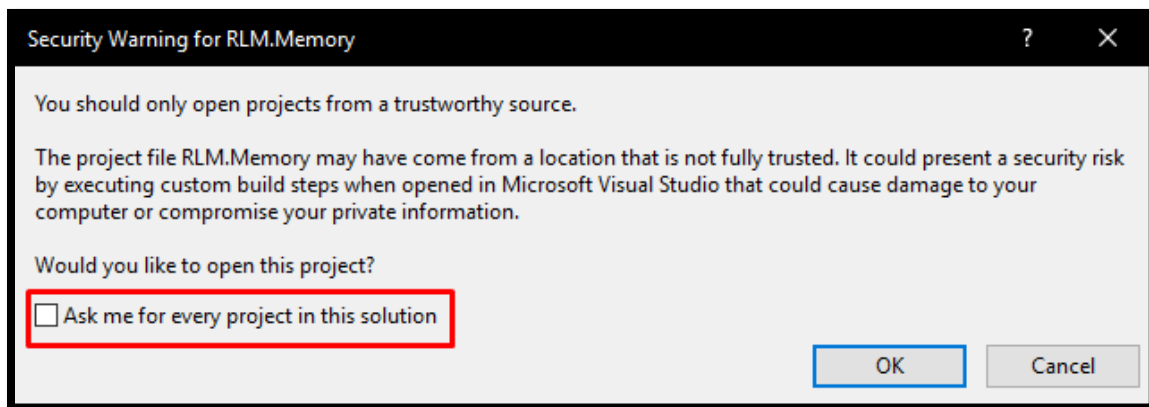 Security Warning for RLM.Memory ?
You should only open projects from a trustworthy source.
The project file RLM.Memory may have come from a location that is not fully trusted. It could present a security risk
by executing custom build steps when opened in Microsoft Visual Studio that could cause damage to your
computer or compromise your private information.
Would you like to open this project?
Ask me for every project in this solution
OK Cancel